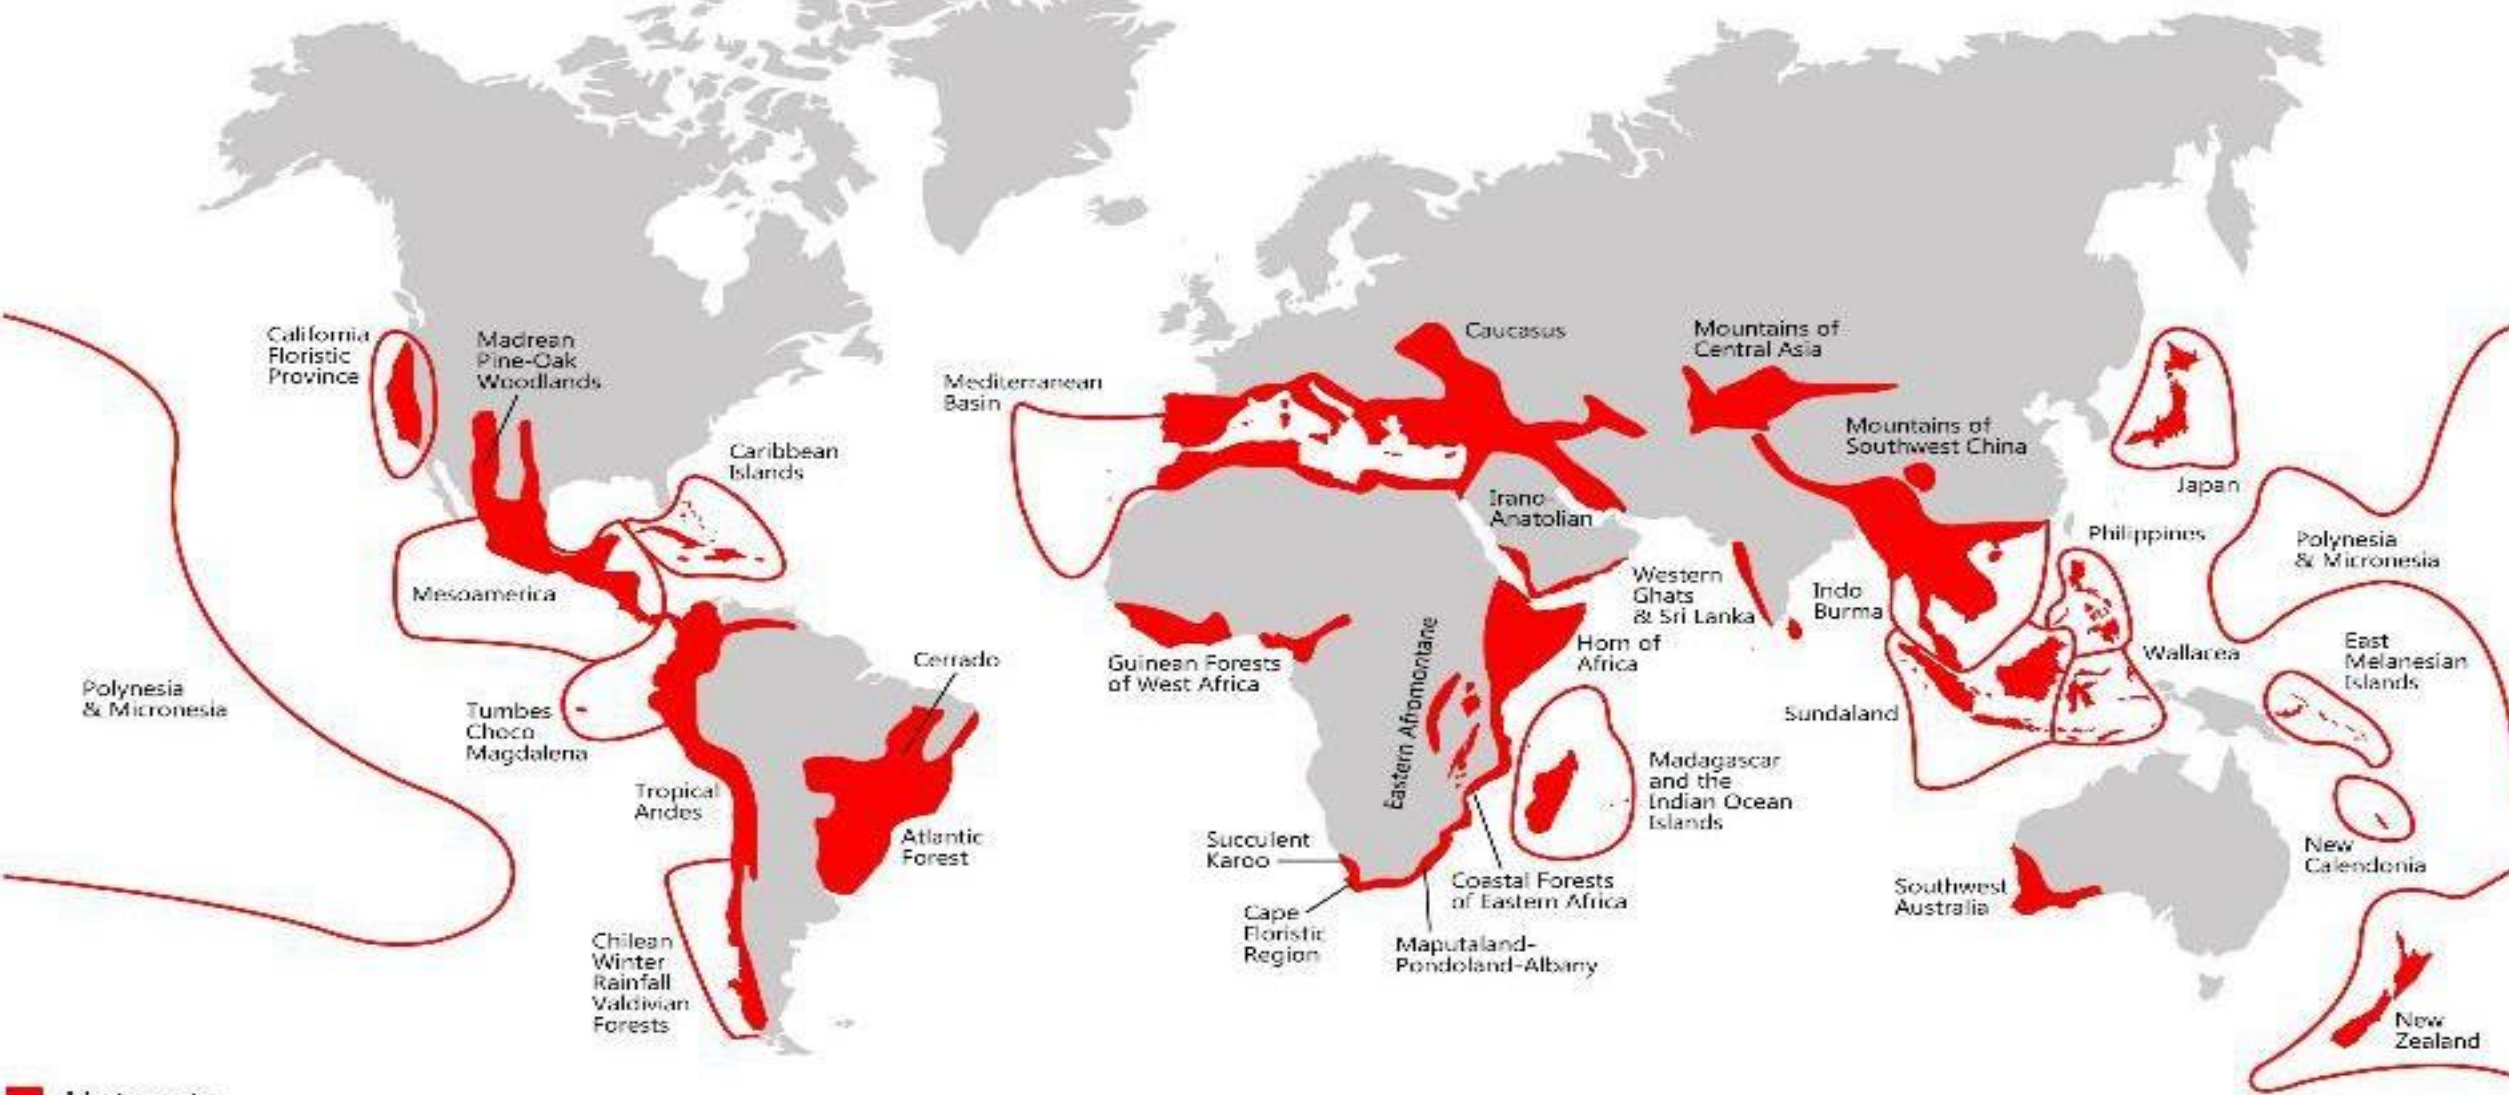 California
Floristic
Province
Madrean
Pine-Oak
Woodlands
Caribbean
Islands
Mesoamerica
Polynesia
& Micronesia
Tumbes
Choco
Magdalena
Tropical
Andes
Cerrado
Atlantic
Forest
Chilean
Winter
Rainfall
Valdivian
Forests
Mediterranean
Basin
Caucasus
Mountains of
Central Asia
Mountains of
Southwest China
Irano-
Anatolian
Western
Ghats
& Sri Lanka
Indo
Burma
Guinean Forests
of West Africa
Eastern Afromontane
Horn of
Africa
Madagascar
and the
Indian Ocean
Islands
Succulent
Karoo
Cape
Floristic
Region
Coastal Forests
of Eastern Africa
Maputaland-
Pondoland-Albany
Japan
Philippines
Polynesia
& Micronesia
Wallacea
East
Melanesian
Islands
Sundaland
New
Calendonia
Southwest
Australia
New
Zealand